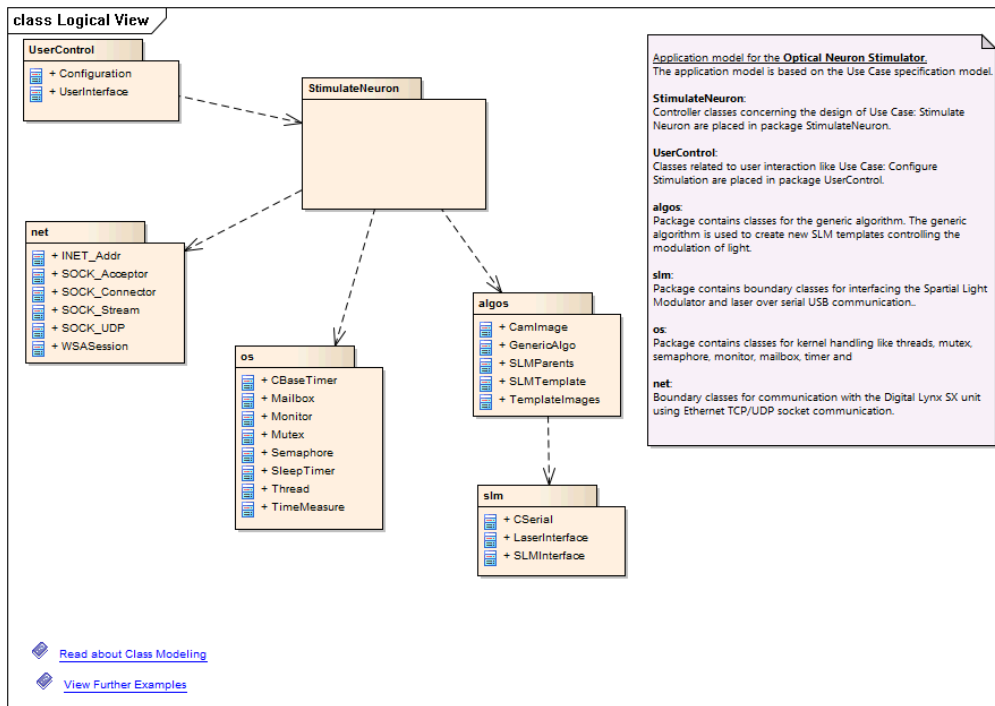 class Logical View
UserControl
+ Configuration
+ UserInterface
StimulateNeuron
net
+ INET_Addr
+ SOCK_Acceptor
+ SOCK_Connector
+ SOCK_Stream
+ SOCK_UDP
+ WSASession
os
+ CBaseTimer
+ Mailbox
+ Monitor
+ Mutex
+ Semaphore
+ SleepTimer
+ Thread
+ TimeMeasure
algos
+ CamImage
+ GenericAlgo
+ SLMParents
+ SLMTemplate
+ TemplateImages
slm
+ CSerial
+ LaserInterface
+ SLMInterface
Application model for the Optical Neuron Stimulator.
The application model is based on the Use Case specification model.
StimulateNeuron:
Controller classes concerning the design of Use Case: Stimulate
Neuron are placed in package StimulateNeuron.
UserControl:
Classes related to user interaction like Use Case: Configure
Stimulation are placed in package UserControl.
algos:
Package contains classes for the generic algorithm. The generic
algorithm is used to create new SLM templates controlling the
modulation of light.
slm:
Package contains boundary classes for interfacing the Spatial Light
Modulator and laser over serial USB communication..
os:
Package contains classes for kernel handling like threads, mutex,
semaphore, monitor, mailbox, timer and
net:
Boundary classes for communication with the Digital Lynx SX unit
using Ethernet TCP/UDP socket communication.
Read about Class Modeling
View Further Examples